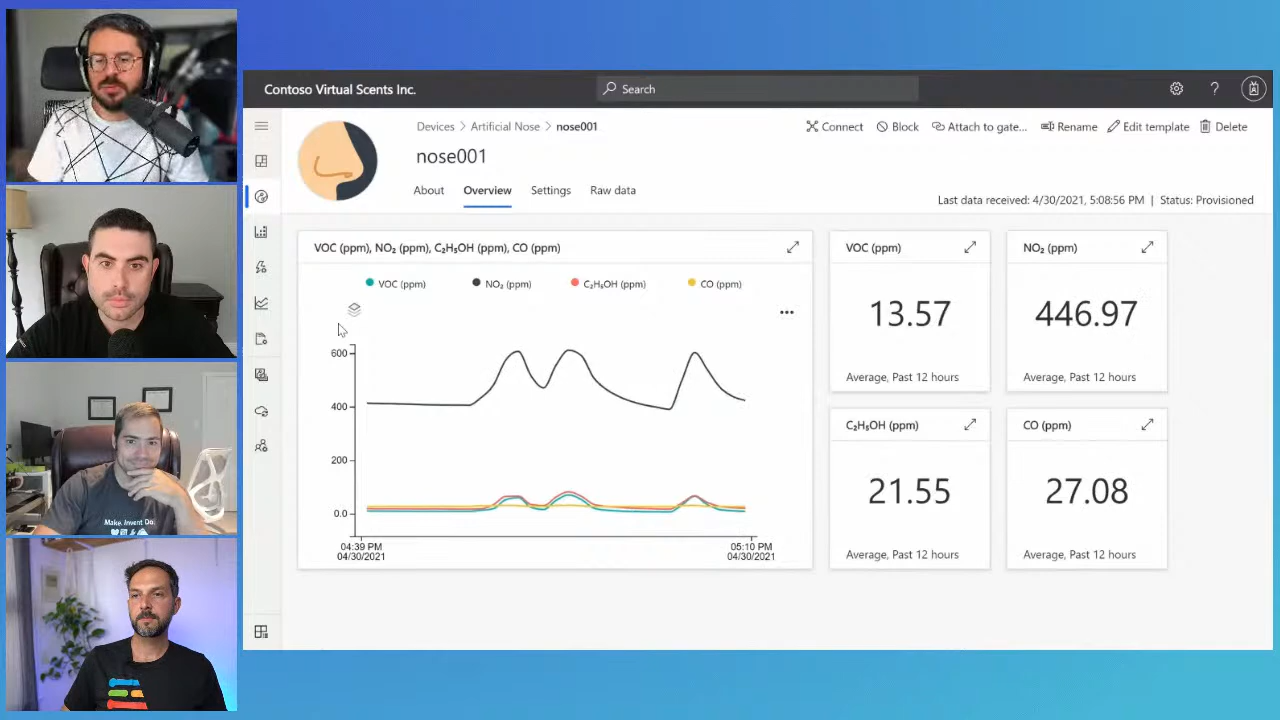 Contoso Virtual Scents Inc.
Search
Devices > Artificial Nose > nose001
Connect
Block
Attach to gate...
Rename
Edit template
Delete
nose001
About
Overview
Settings
Raw data
Last data received: 4/30/2021, 5:08:56 PM | Status: Provisioned
VOC (ppm), NO₂ (ppm), C₂H₅OH (ppm), CO (ppm)
VOC (ppm)
NO₂ (ppm)
C₂H₅OH (ppm)
CO (ppm)
600
400
200
0.0
04:39 PM
04/30/2021
05:10 PM
04/30/2021
VOC (ppm)
13.57
Average, Past 12 hours
NO₂ (ppm)
446.97
Average, Past 12 hours
C₂H₅OH (ppm)
21.55
Average, Past 12 hours
CO (ppm)
27.08
Average, Past 12 hours
Make. Invent. Do.